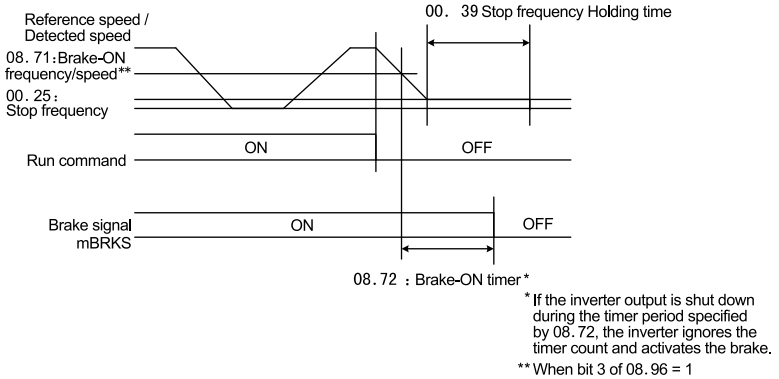 00. 39 Stop frequency Holding time
Reference speed /
Detected speed
08.71:Brake-ON
frequency/speed**
00.25:
Stop frequency
Run command
ON
OFF
Brake signal
mBRKS
ON
OFF
08.72 : Brake-ON timer*
* If the inverter output is shut down
during the timer period specified
by 08.72, the inverter ignores the
timer count and activates the brake.
** When bit 3 of 08.96 = 1